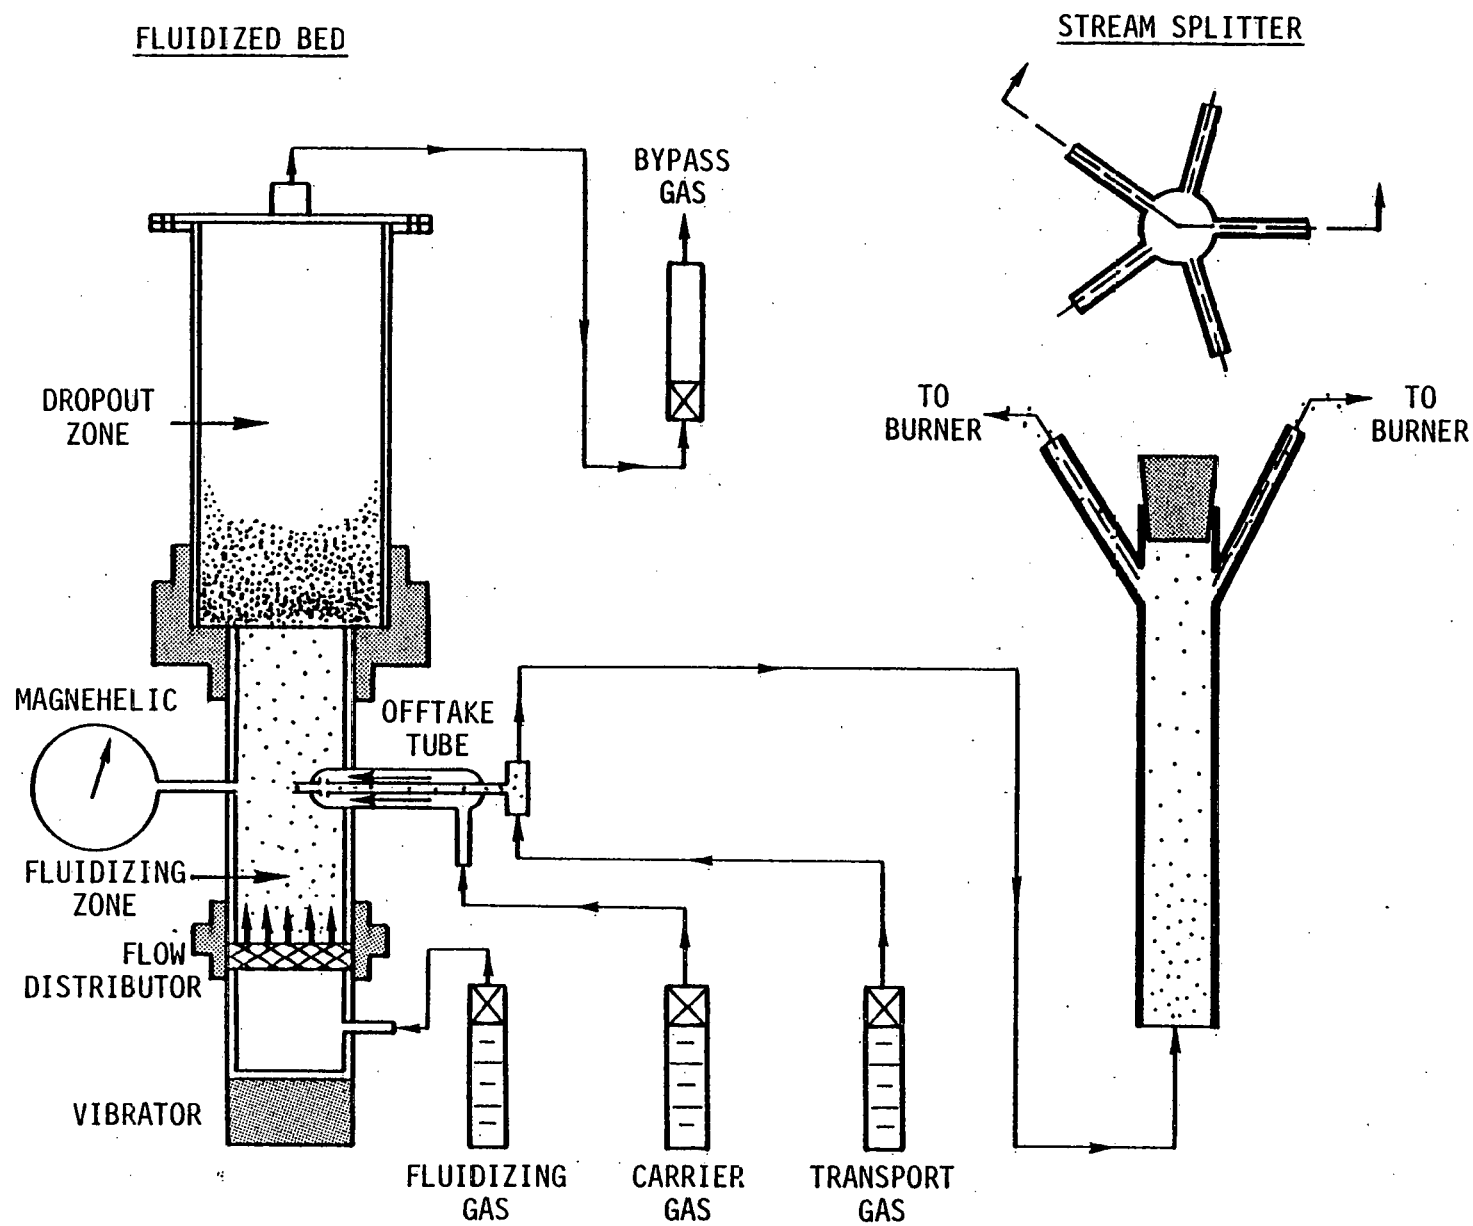 FLUIDIZED BED
STREAM SPLITTER
BYPASS
GAS
DROPOUT
ZONE
TO
BURNER
TO
BURNER
MAGNEHELIC
OFFTAKE
TUBE
FLUIDIZING
ZONE
FLOW
DISTRIBUTOR
VIBRATOR
FLUIDIZING
GAS
CARRIER
GAS
TRANSPORT
GAS